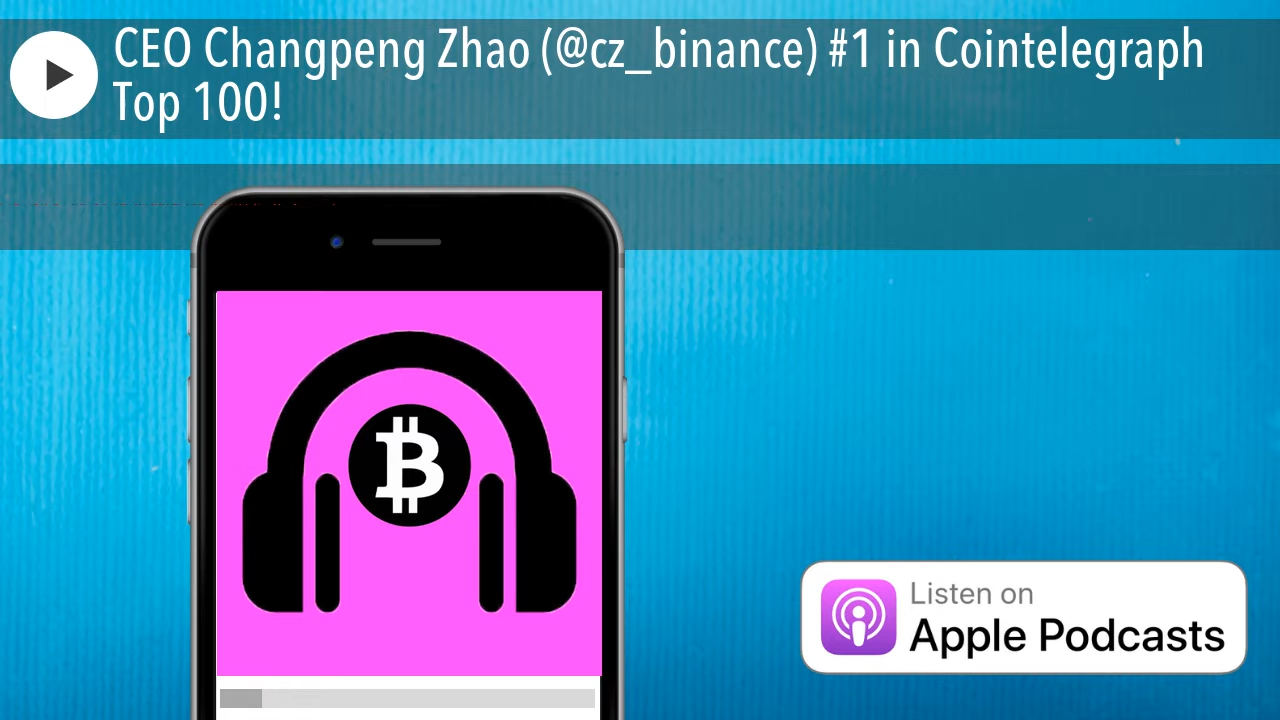 CEO Changpeng Zhao (@cz_binance) #1 in Cointelegraph
Top 100!
Listen on
Apple Podcasts